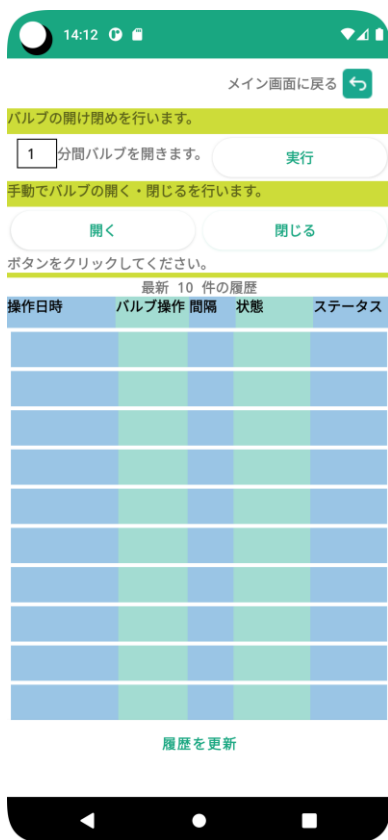 14:12
メイン画面に戻る
バルブの開け閉めを行います。
1 分間バルブを開きます。 実行
手動でバルブの開く・閉じるを行います。
開く 閉じる
ボタンをクリックしてください。
最新 10 件の履歴
操作日時 バルブ操作 間隔 状態 ステータス
履歴を更新